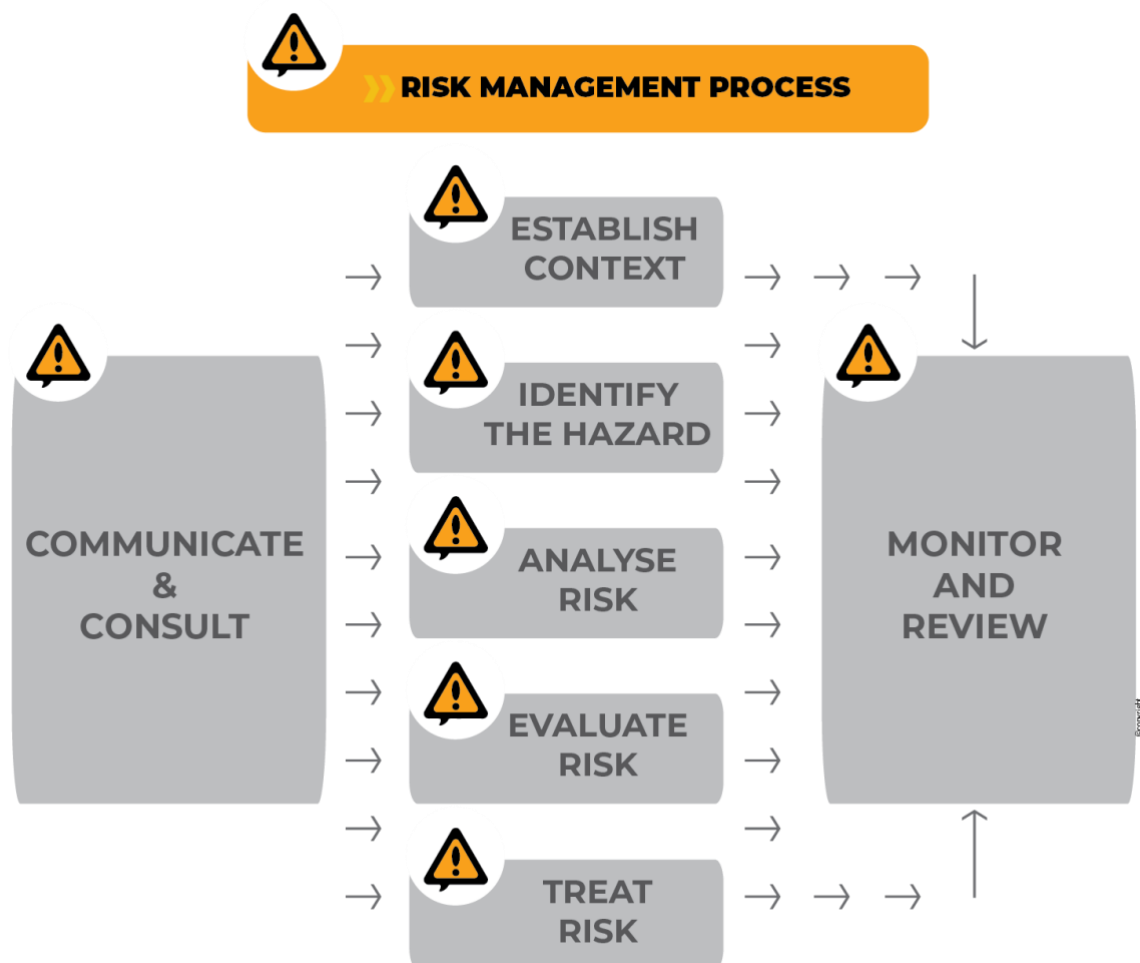 RISK MANAGEMENT PROCESS
ESTABLISH
CONTEXT
IDENTIFY
THE HAZARD
COMMUNICATE
&
CONSULT
ANALYSE
RISK
MONITOR
AND
REVIEW
EVALUATE
RISK
TREAT
RISK
©copyright